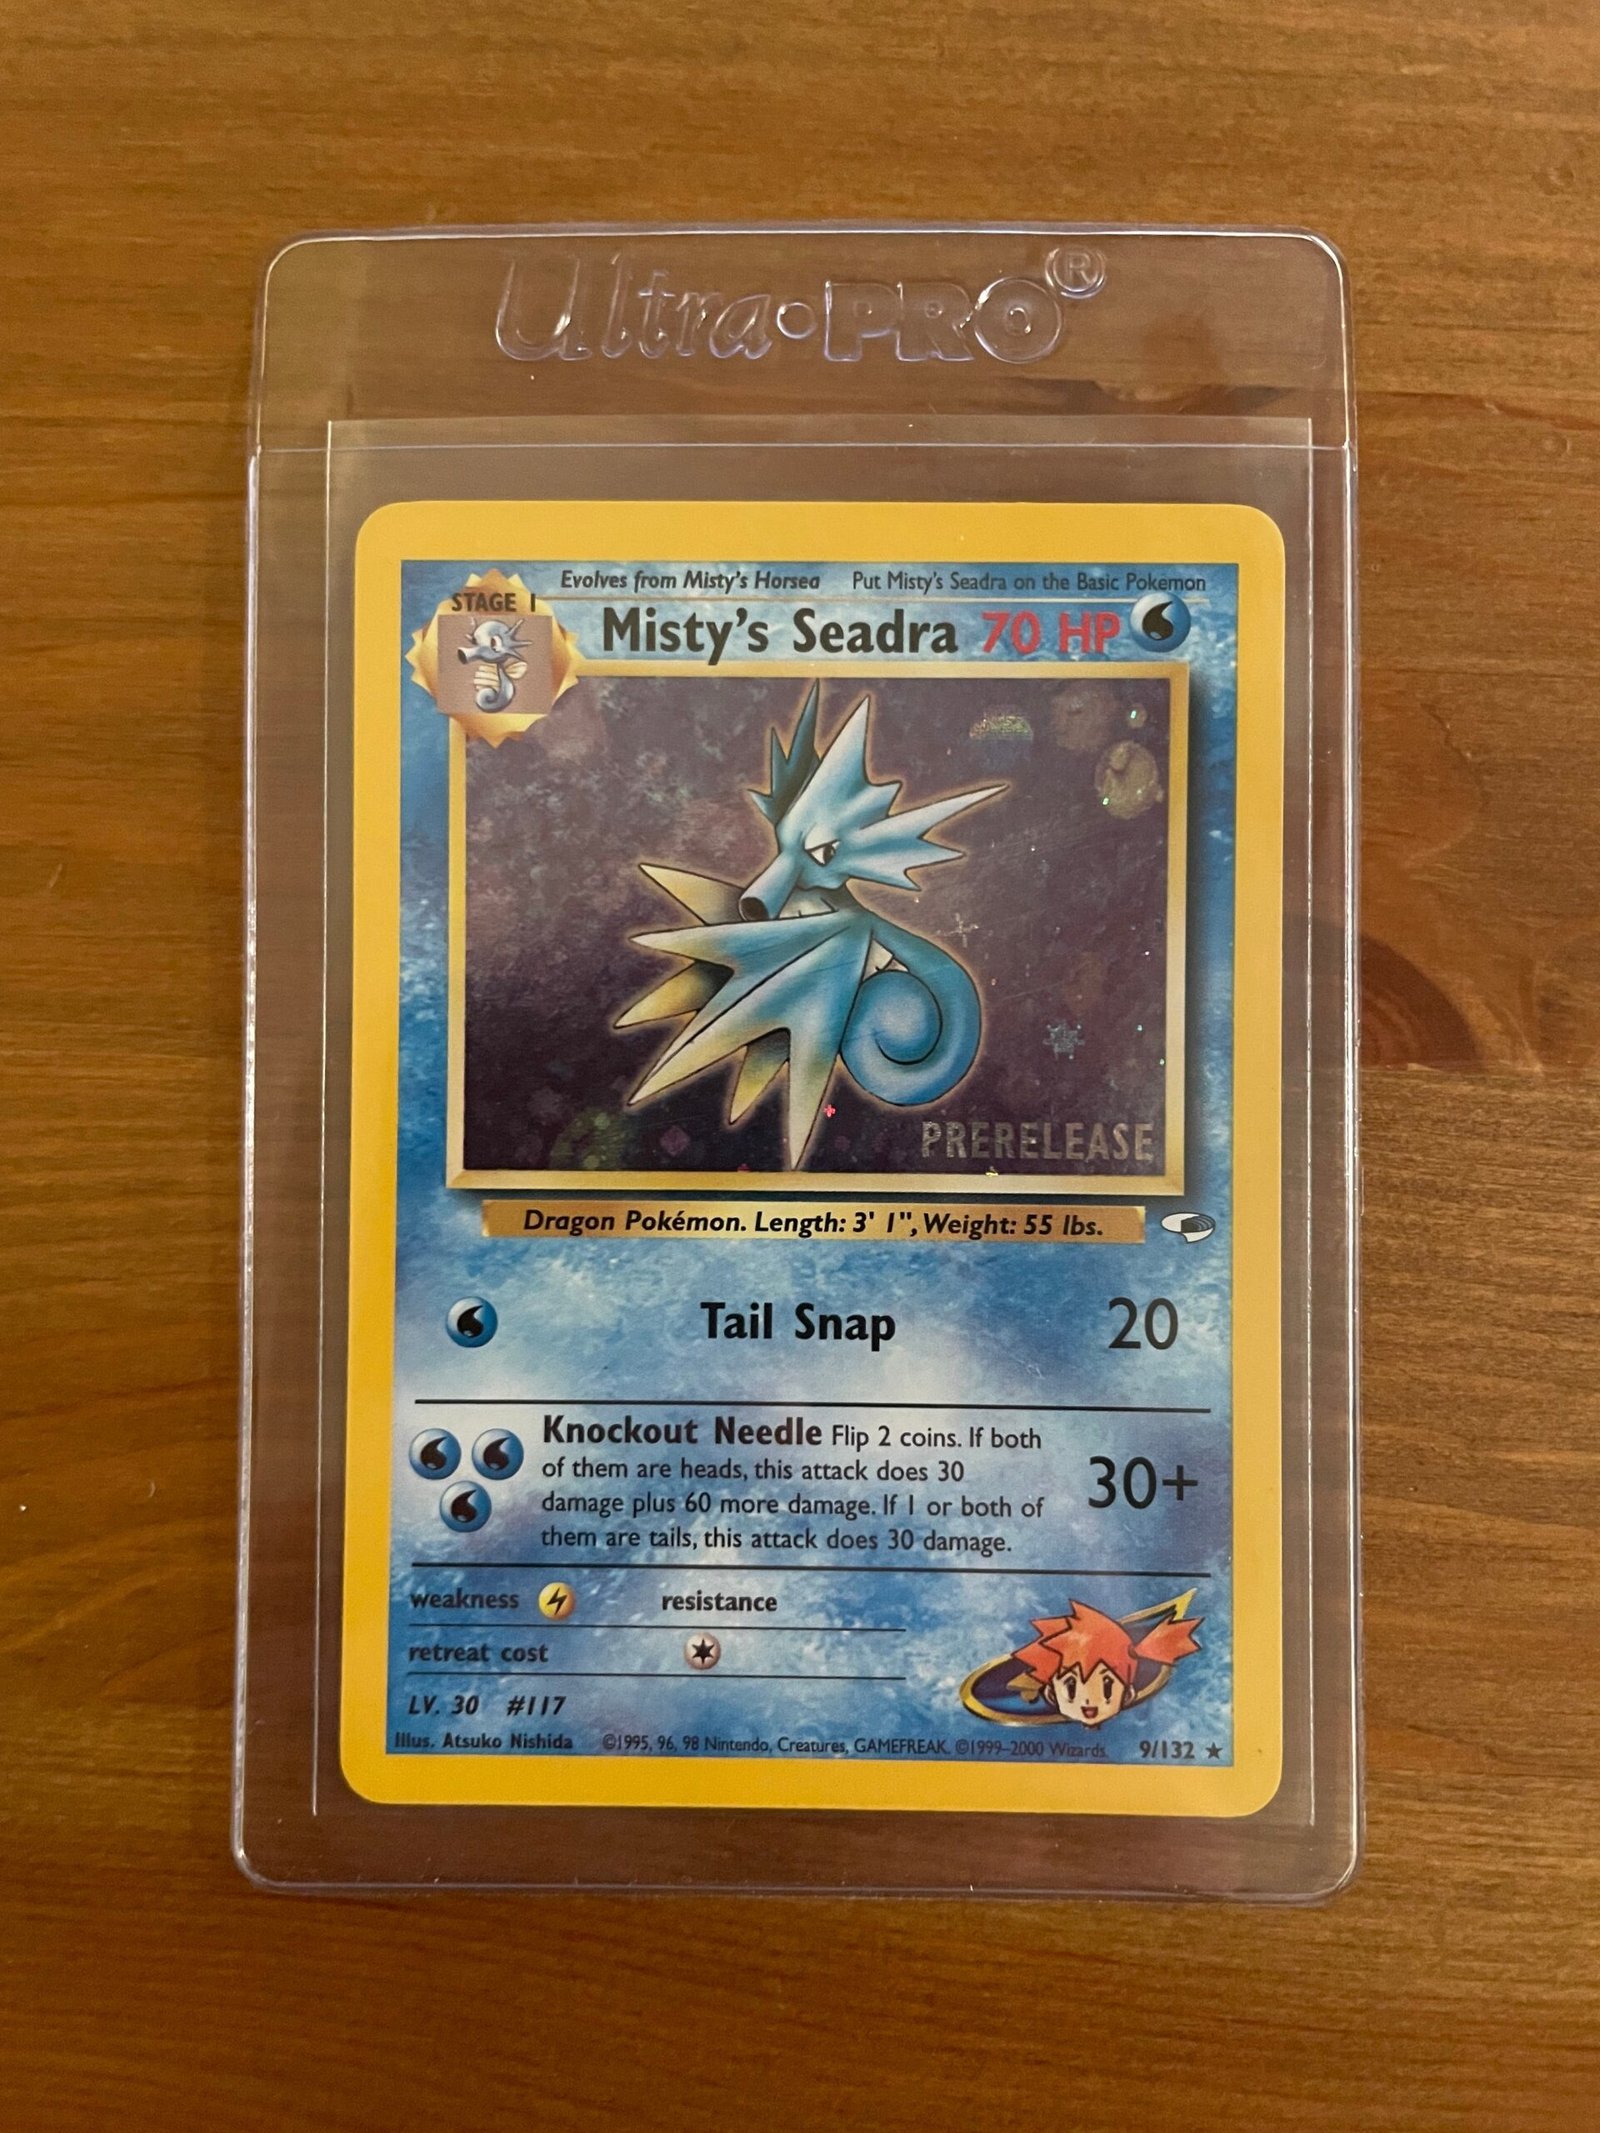 Ultra•PRO®
Evolves from Misty's Horsea Put Misty's Seadra on the Basic Pokémon
STAGE 1
Misty's Seadra 70 HP
PRERELEASE
Dragon Pokémon. Length: 3' 1", Weight: 55 lbs.
Tail Snap 20
Knockout Needle Flip 2 coins. If both
of them are heads, this attack does 30
damage plus 60 more damage. If 1 or both of
them are tails, this attack does 30 damage.
30+
weakness resistance
retreat cost
LV. 30 #117
Illus. Atsuko Nishida ©1995, 96, 98 Nintendo, Creatures, GAMEFREAK. ©1999–2000 Wizards. 9/132 ★